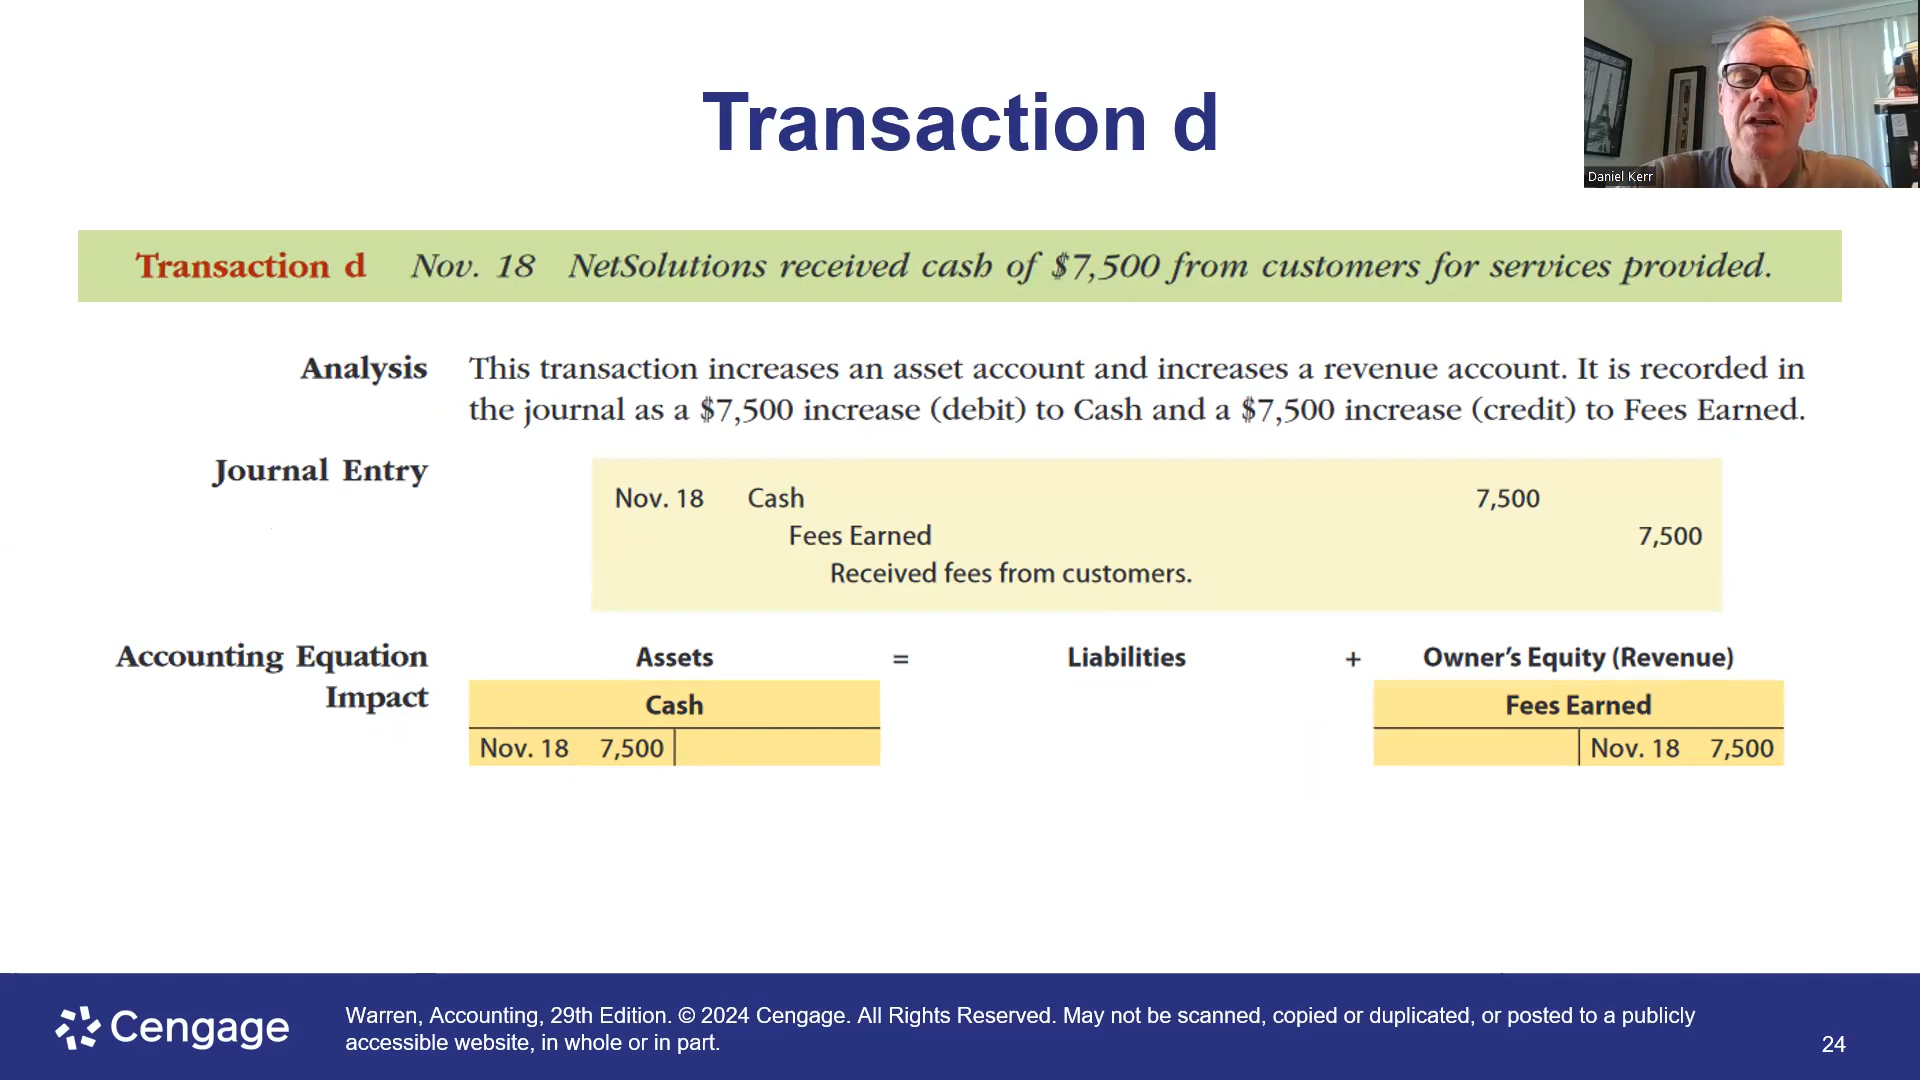 Transaction d
Daniel Kerr
Transaction d Nov. 18 NetSolutions received cash of $7,500 from customers for services provided.
Analysis This transaction increases an asset account and increases a revenue account. It is recorded in
the journal as a $7,500 increase (debit) to Cash and a $7,500 increase (credit) to Fees Earned.
Journal Entry
Nov. 18 Cash 7,500
Fees Earned 7,500
Received fees from customers.
Accounting Equation Assets = Liabilities + Owner's Equity (Revenue)
Impact Cash Fees Earned
Nov. 18 7,500 Nov. 18 7,500
Cengage
Warren, Accounting, 29th Edition. © 2024 Cengage. All Rights Reserved. May not be scanned, copied or duplicated, or posted to a publicly
accessible website, in whole or in part.
24